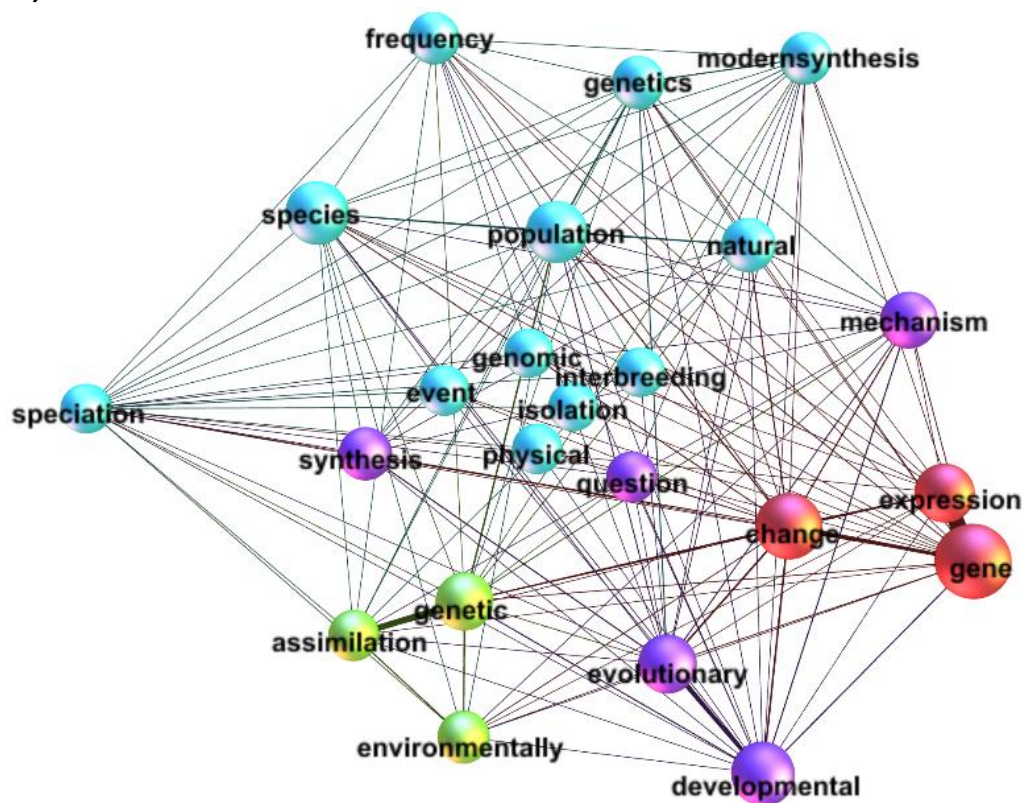 frequency
modernsynthesis
genetics
species
population
natural
mechanism
genomic
interbreeding
event
isolation
speciation
physical
synthesis
question
expression
change
gene
genetic
assimilation
evolutionary
environmentally
developmental